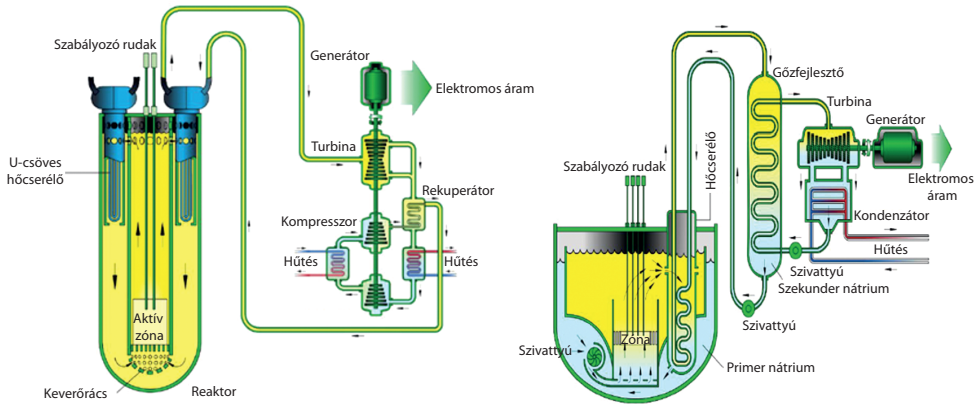 Szabályozó rudak
Generátor
Elektromos áram
U-csöves
hőcserélő
Turbina
Rekuperátor
Kompresszor
Hűtés
Hűtés
Aktív
zóna
Keverőrács
Reaktor
Gőzfejlesztő
Turbina
Generátor
Elektromos
áram
Szabályozó rudak
Hőcserélő
Kondenzátor
Hűtés
Szivattyú
Szekunder nátrium
Szivattyú
Zóna
Szivattyú
Primer nátrium